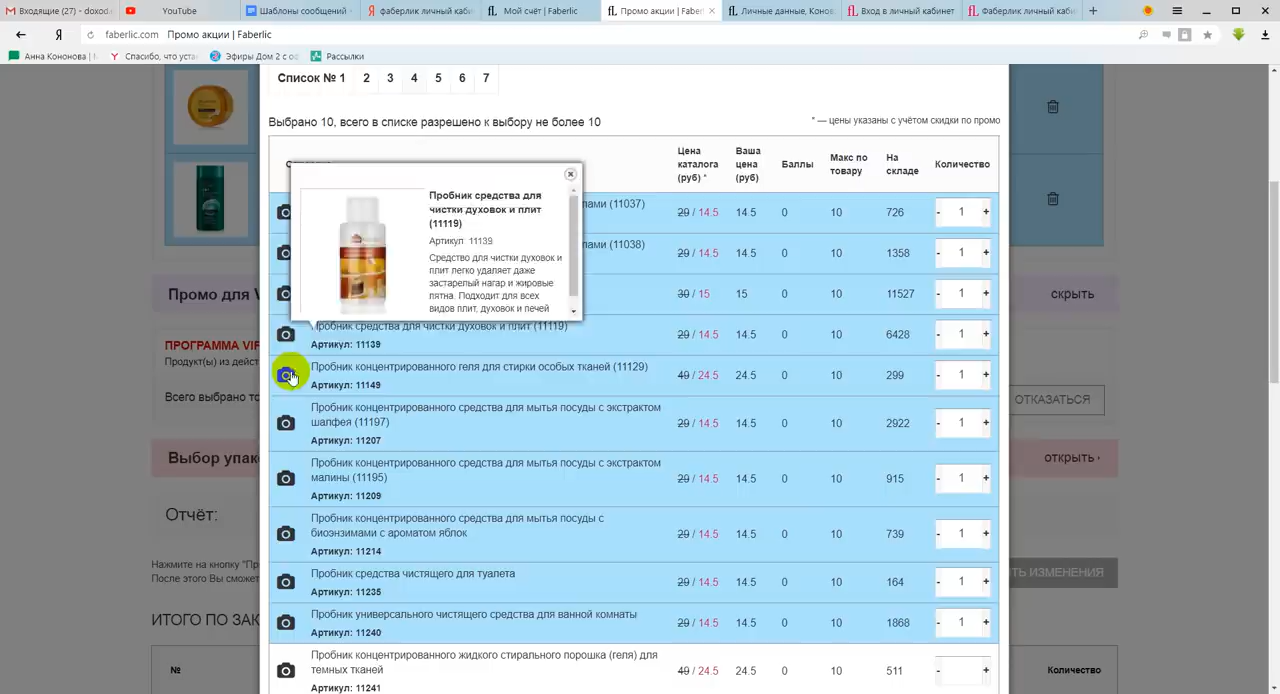 Входящие (27) - doxod.
YouTube
Шаблоны сообщений
фаберлик личный каби
Мой счёт | Faberlic
Промо акции | Faber
Личные данные, Конов
Вход в личный кабинет
Фаберлик личный каби
faberlic.com Промо акции | Faberlic
Анна Кононова |
Спасибо, что уста
Эфиры Дом 2 с оф
Рассылки
Список № 1 2 3 4 5 6 7
Выбрано 10, всего в списке разрешено к выбору не более 10
* — цены указаны с учётом скидки по промо
Цена каталога (руб) * Ваша цена (руб) Баллы Макс по товару На складе Количество
Пробник средства для
чистки духовок и плит
(11119)
Артикул 11139
Средство для чистки духовок и
плит легко удаляет даже
застарелый нагар и жировые
пятна. Подходит для всех
видов плит, духовок и печей
лами (11037) 29 / 14.5 14.5 0 10 726 - 1 +
лами (11038) 29 / 14.5 14.5 0 10 1358 - 1 +
30 / 15 15 0 10 11527 - 1 +
Пробник средства для чистки духовок и плит (11119)
Артикул: 11139
29 / 14.5 14.5 0 10 6428 - 1 +
Пробник концентрированного геля для стирки особых тканей (11129)
Артикул: 11149
49 / 24.5 24.5 0 10 299 - 1 +
Пробник концентрированного средства для мытья посуды с экстрактом
шалфея (11197)
Артикул: 11207
29 / 14.5 14.5 0 10 2922 - 1 +
Пробник концентрированного средства для мытья посуды с экстрактом
малины (11195)
Артикул: 11209
29 / 14.5 14.5 0 10 915 - 1 +
Пробник концентрированного средства для мытья посуды с
биоэнзимами с ароматом яблок
Артикул: 11214
29 / 14.5 14.5 0 10 739 - 1 +
Пробник средства чистящего для туалета
Артикул: 11235
29 / 14.5 14.5 0 10 164 - 1 +
Пробник универсального чистящего средства для ванной комнаты
Артикул: 11240
29 / 14.5 14.5 0 10 1868 - 1 +
Пробник концентрированного жидкого стирального порошка (геля) для
темных тканей
Артикул: 11241
49 / 24.5 24.5 0 10 511 - +
Промо для V
скрыть
ПРОГРАММА VIP
Продукт(ы) из дейст
Всего выбрано то
ОТКАЗАТЬСЯ
Выбор упак
открыть
Отчёт:
Нажмите на кнопку "Пр
После этого Вы сможет
ТЬ ИЗМЕНЕНИЯ
ИТОГО ПО ЗАК
№
Количество